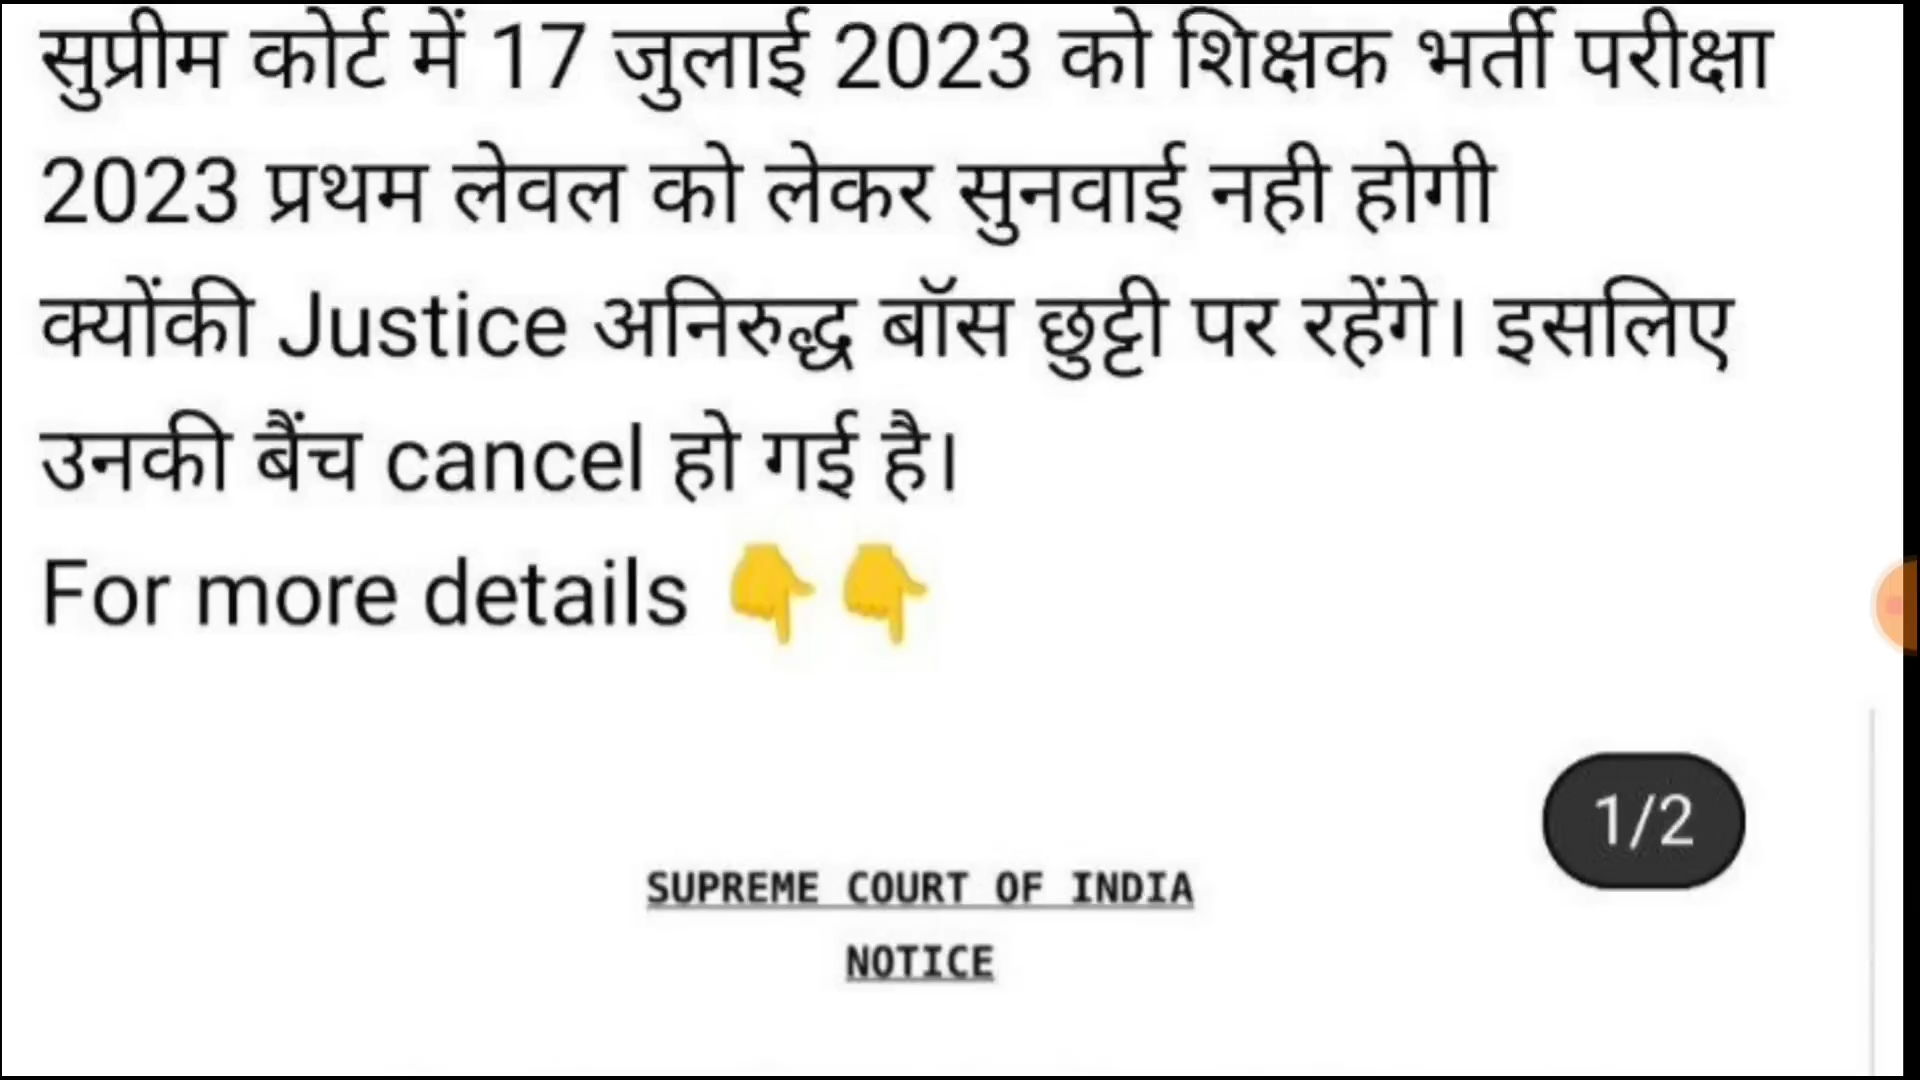 सुप्रीम कोर्ट में 17 जुलाई 2023 को शिक्षक भर्ती परीक्षा
2023 प्रथम लेवल को लेकर सुनवाई नही होगी
क्योंकी Justice अनिरुद्ध बॉस छुट्टी पर रहेंगे। इसलिए
उनकी बैंच cancel हो गई है।
For more details 👇👇
1/2
SUPREME COURT OF INDIA
NOTICE